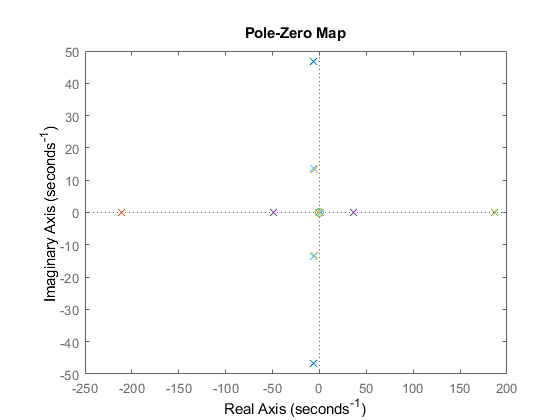 Pole-Zero Map
50
40
30
20
10
0
-10
-20
-30
-40
-50
Imaginary Axis (seconds⁻¹)
-250 -200 -150 -100 -50 0 50 100 150 200
Real Axis (seconds⁻¹)